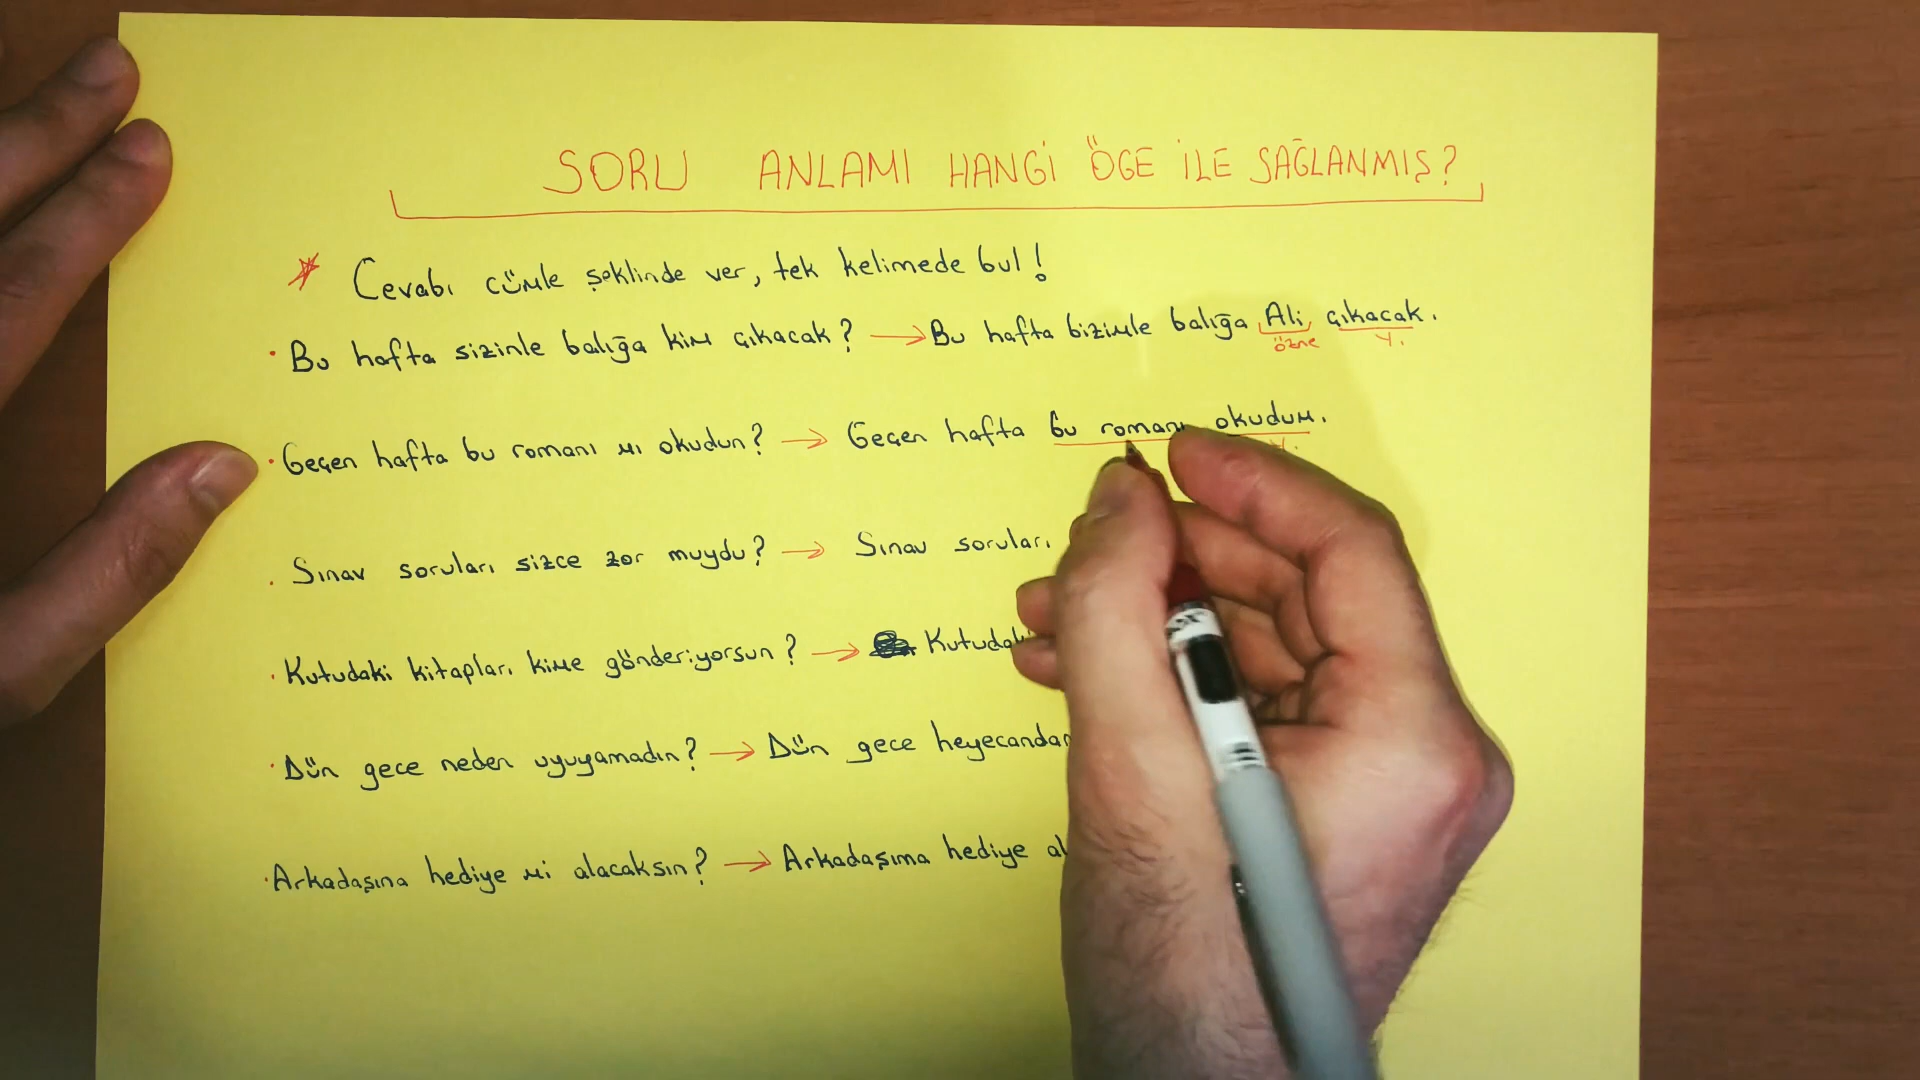 SORU ANLAMI HANGİ ÖGE İLE SAĞLANMIŞ?
Cevabı cümle şeklinde ver, tek kelimede bul!
Bu hafta sizinle balığa kim çıkacak? → Bu hafta bizimle balığa Ali çıkacak.
özne Y.
Geçen hafta bu romanı mı okudun? → Geçen hafta bu romanı okudum.
Y.
Sınav soruları sizce zor muydu? → Sınav soruları
Kutudaki kitapları kime gönderiyorsun? → Kutudaki
Dün gece neden uyuyamadın? → Dün gece heyecandan
Arkadaşına hediye mi alacaksın? → Arkadaşıma hediye al